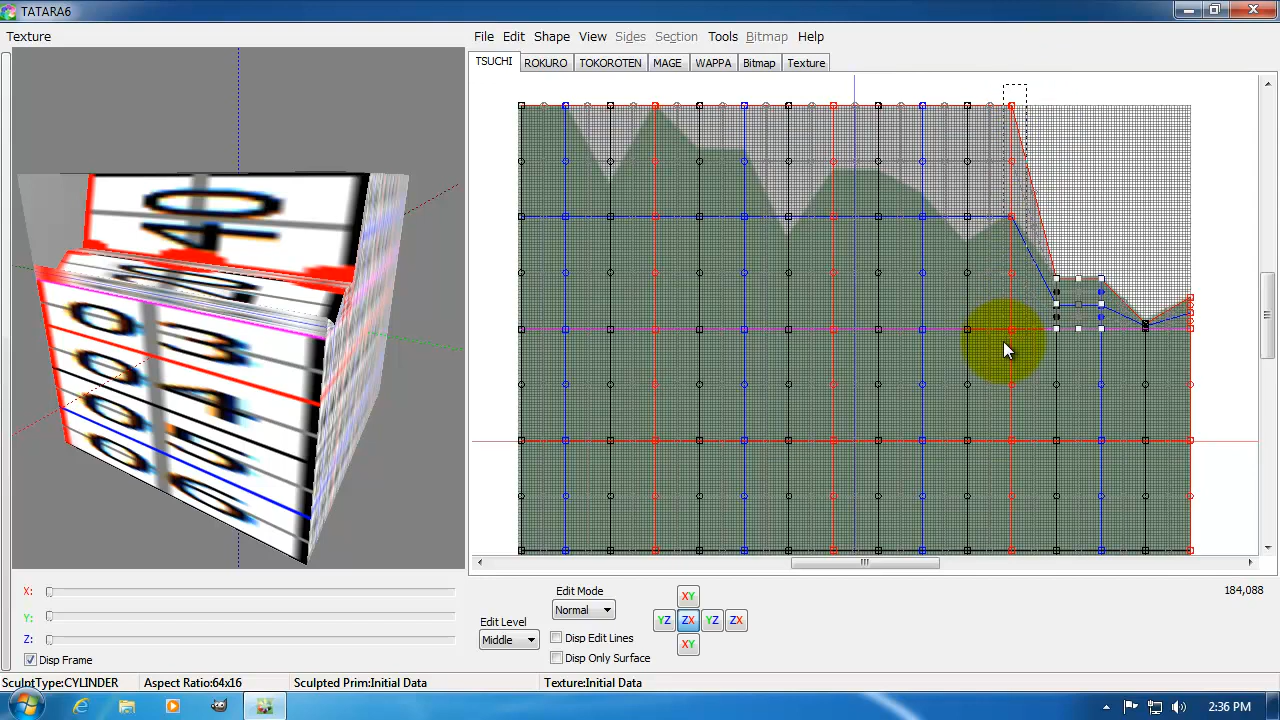 TATARA6
Texture
File Edit Shape View Sides Section Tools Bitmap Help
TSUCHI ROKURO TOKOROTEN MAGE WAPPA Bitmap Texture
X:
Y:
Z:
Disp Frame
Edit Level
Middle
Edit Mode
Normal
Disp Edit Lines
Disp Only Surface
XY
YZ ZX YZ ZX
XY
184,088
SculptType:CYLINDER Aspect Ratio:64x16 Sculpted Prim:Initial Data Texture:Initial Data
2:36 PM